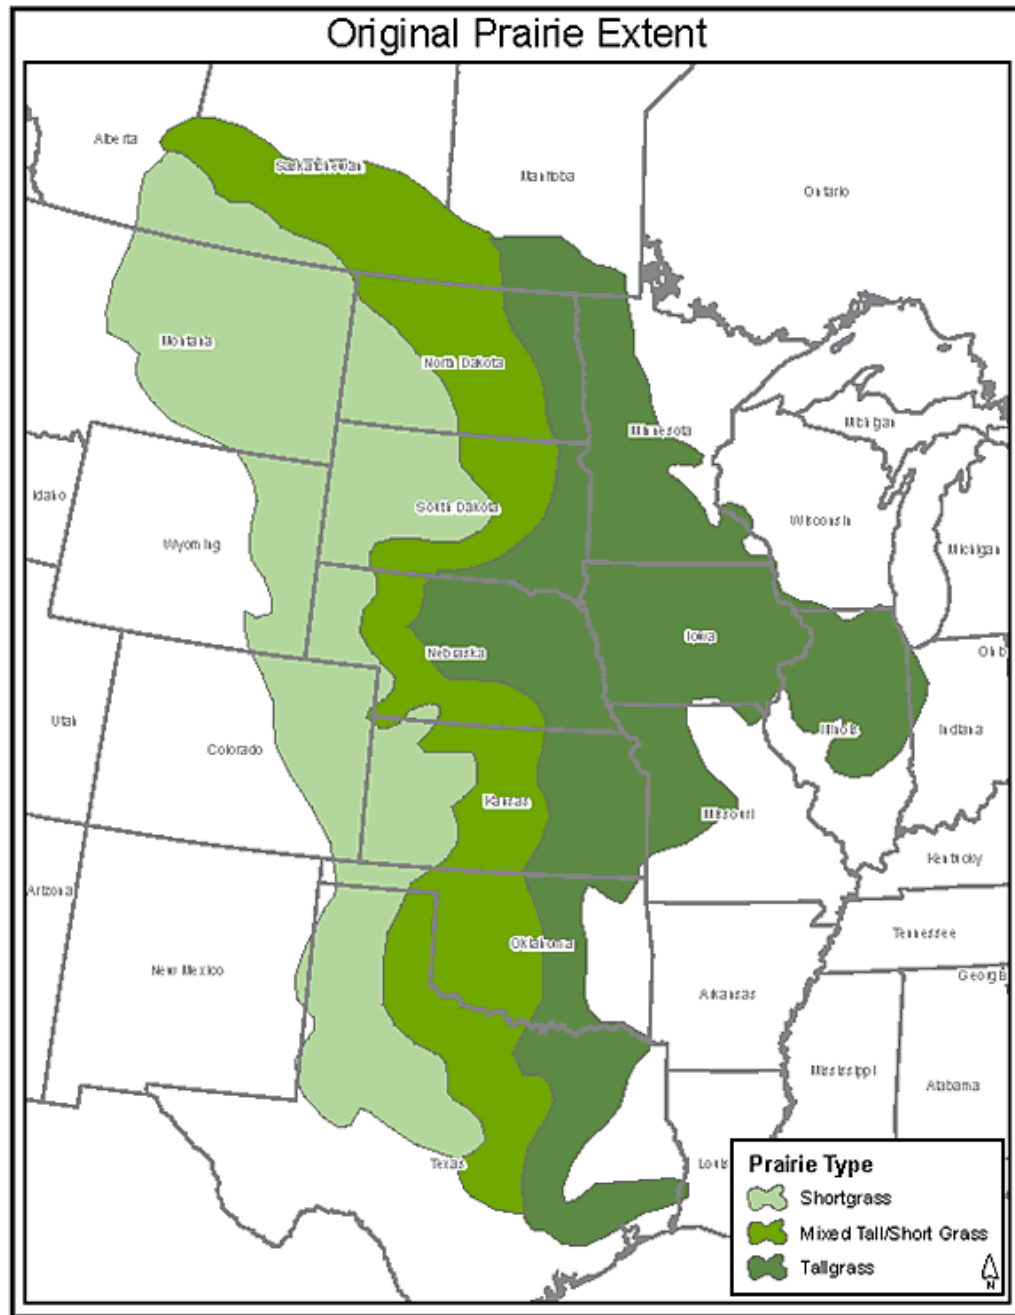 Original Prairie Extent
Alberta
Saskatchewan
Manitoba
Ontario
Montana
North Dakota
Minnesota
Michigan
Idaho
Wyoming
South Dakota
Wisconsin
Michigan
Nebraska
Iowa
Utah
Colorado
Illinois
Indiana
Kansas
Missouri
Kentucky
Arizona
New Mexico
Oklahoma
Tennessee
Arkansas
Mississippi
Alabama
Texas
Prairie Type
Shortgrass
Mixed Tall/Short Grass
Tallgrass
N